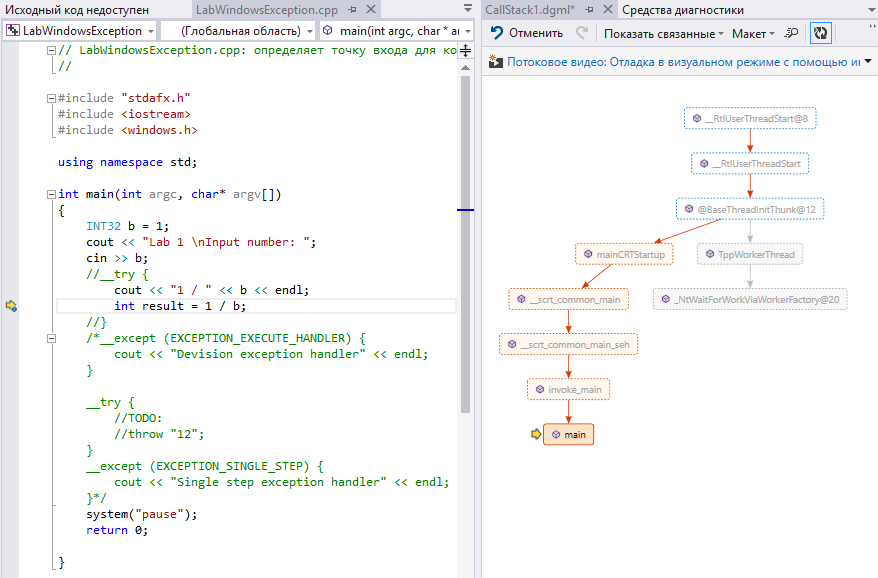 Исходный код недоступен
LabWindowsException.cpp
LabWindowsException
(Глобальная область)
main(int argc, char * a
// LabWindowsException.cpp: определяет точку входа для ко
//
#include "stdafx.h"
#include <iostream>
#include <windows.h>
using namespace std;
int main(int argc, char* argv[])
{
INT32 b = 1;
cout << "Lab 1 \nInput number: ";
cin >> b;
//__try {
cout << "1 / " << b << endl;
int result = 1 / b;
//}
/*__except (EXCEPTION_EXECUTE_HANDLER) {
cout << "Devision exception handler" << endl;
}
__try {
//TODO:
//throw "12";
}
__except (EXCEPTION_SINGLE_STEP) {
cout << "Single step exception handler" << endl;
}*/
system("pause");
return 0;
}
CallStack1.dgml*
Средства диагностики
Отменить
Показать связанные
Макет
Потоковое видео: Отладка в визуальном режиме с помощью и
__RtlUserThreadStart@8
__RtlUserThreadStart
@BaseThreadInitThunk@12
mainCRTStartup
TppWorkerThread
__scrt_common_main
_NtWaitForWorkViaWorkerFactory@20
__scrt_common_main_seh
invoke_main
main